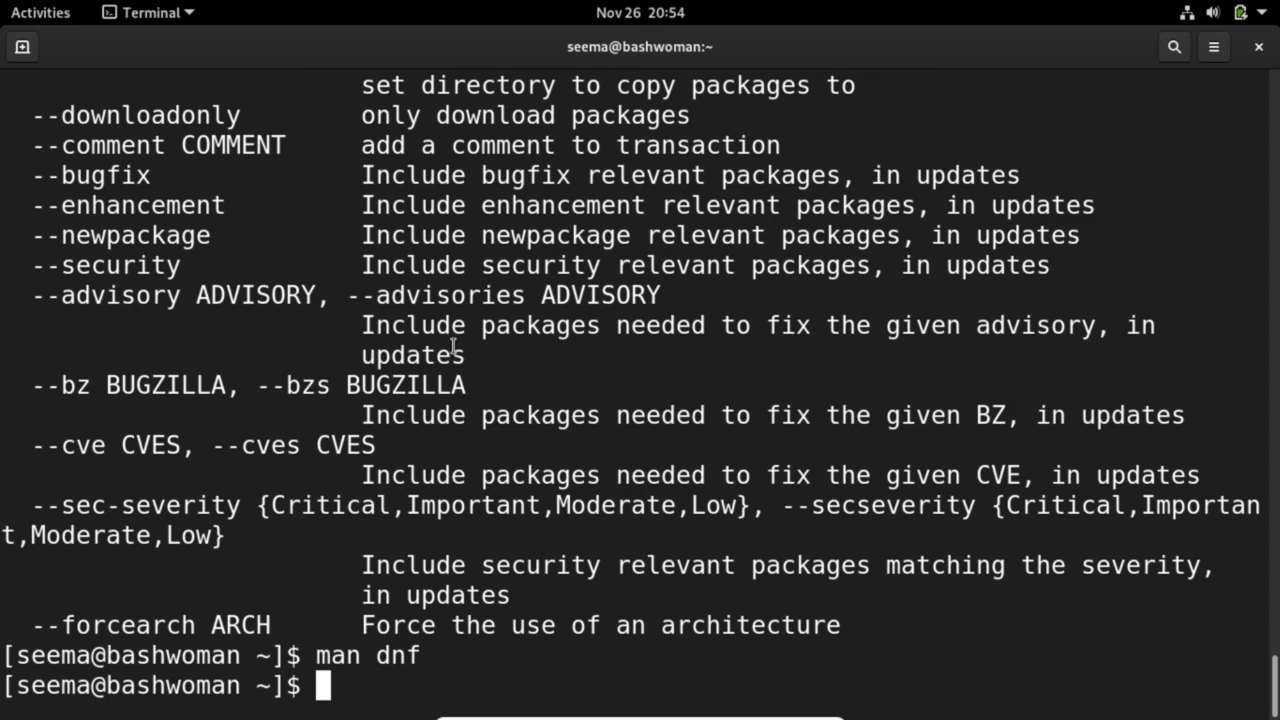 Activities Terminal Nov 26 20:54
seema@bashwoman:~
set directory to copy packages to
--downloadonly only download packages
--comment COMMENT add a comment to transaction
--bugfix Include bugfix relevant packages, in updates
--enhancement Include enhancement relevant packages, in updates
--newpackage Include newpackage relevant packages, in updates
--security Include security relevant packages, in updates
--advisory ADVISORY, --advisories ADVISORY
Include packages needed to fix the given advisory, in
updates
--bz BUGZILLA, --bzs BUGZILLA
Include packages needed to fix the given BZ, in updates
--cve CVES, --cves CVES
Include packages needed to fix the given CVE, in updates
--sec-severity {Critical,Important,Moderate,Low}, --secseverity {Critical,Importan
t,Moderate,Low}
Include security relevant packages matching the severity,
in updates
--forcearch ARCH Force the use of an architecture
[seema@bashwoman ~]$ man dnf
[seema@bashwoman ~]$